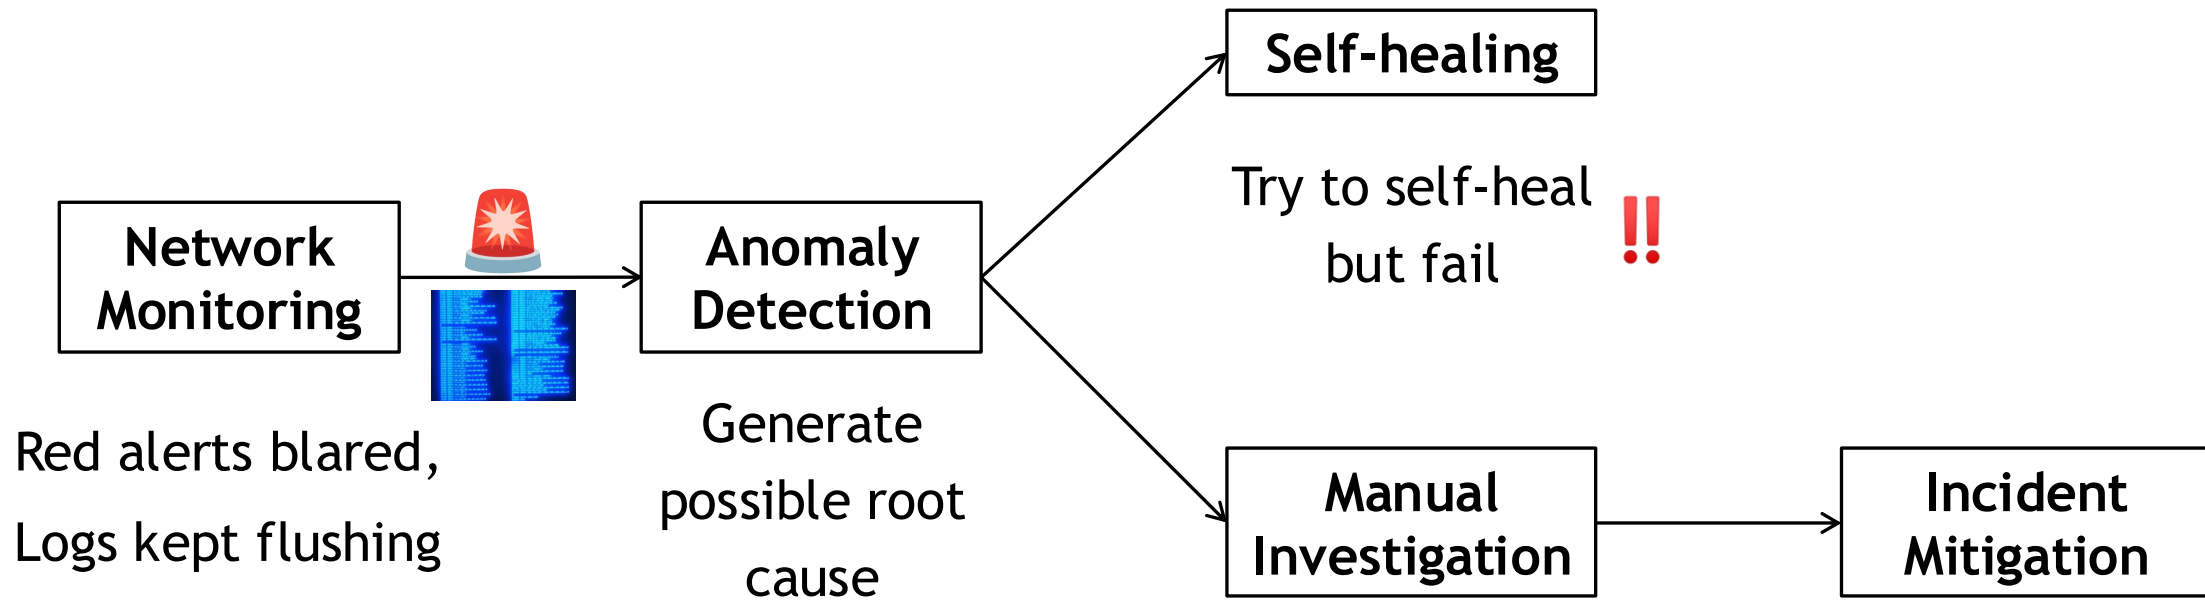 Network
Monitoring
Red alerts blared,
Logs kept flushing
Anomaly
Detection
Generate
possible root
cause
Self-healing
Try to self-heal
but fail
Manual
Investigation
Incident
Mitigation